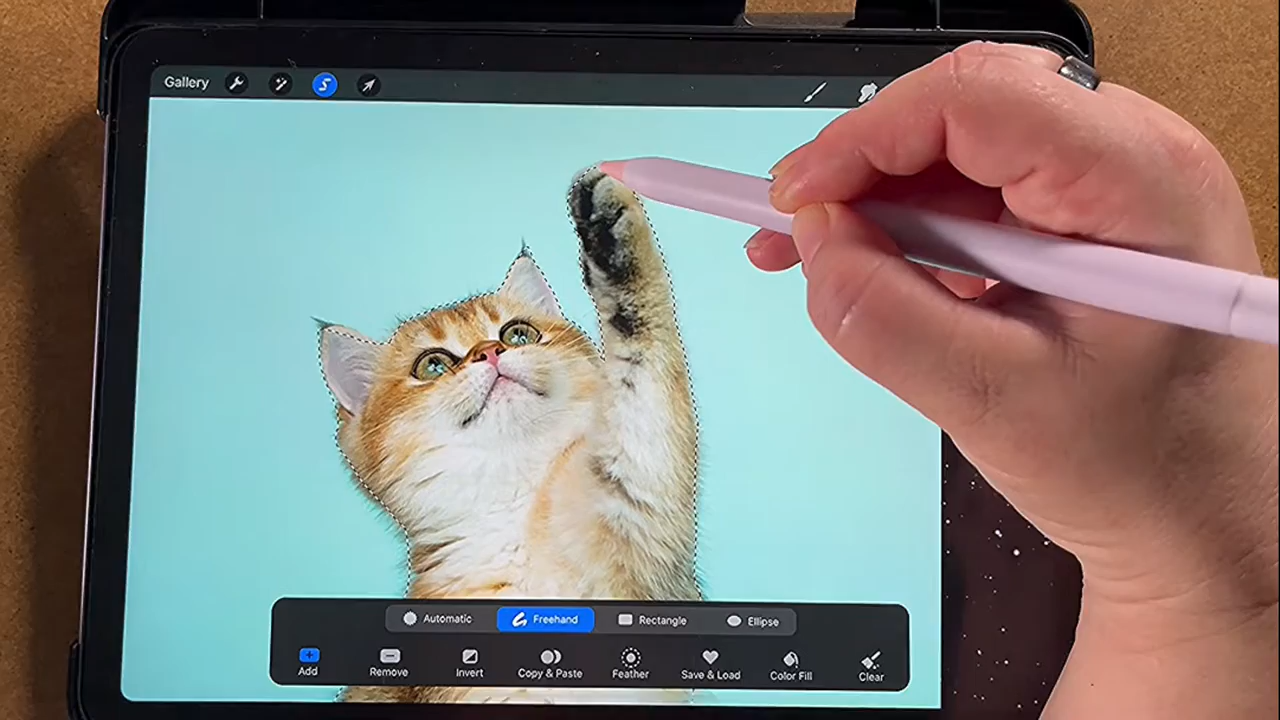 Gallery
Automatic Freehand Rectangle Ellipse
Add Remove Invert Copy & Paste Feather Save & Load Color Fill Clear